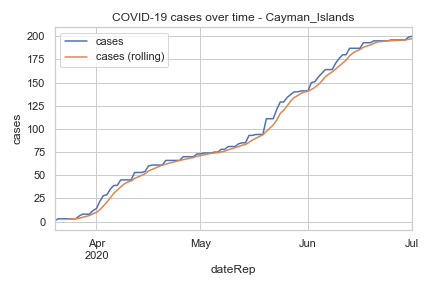 COVID-19 cases over time - Cayman_Islands
cases
cases (rolling)
200
175
150
125
100
75
50
25
0
cases
Apr
2020
May
Jun
Jul
dateRep